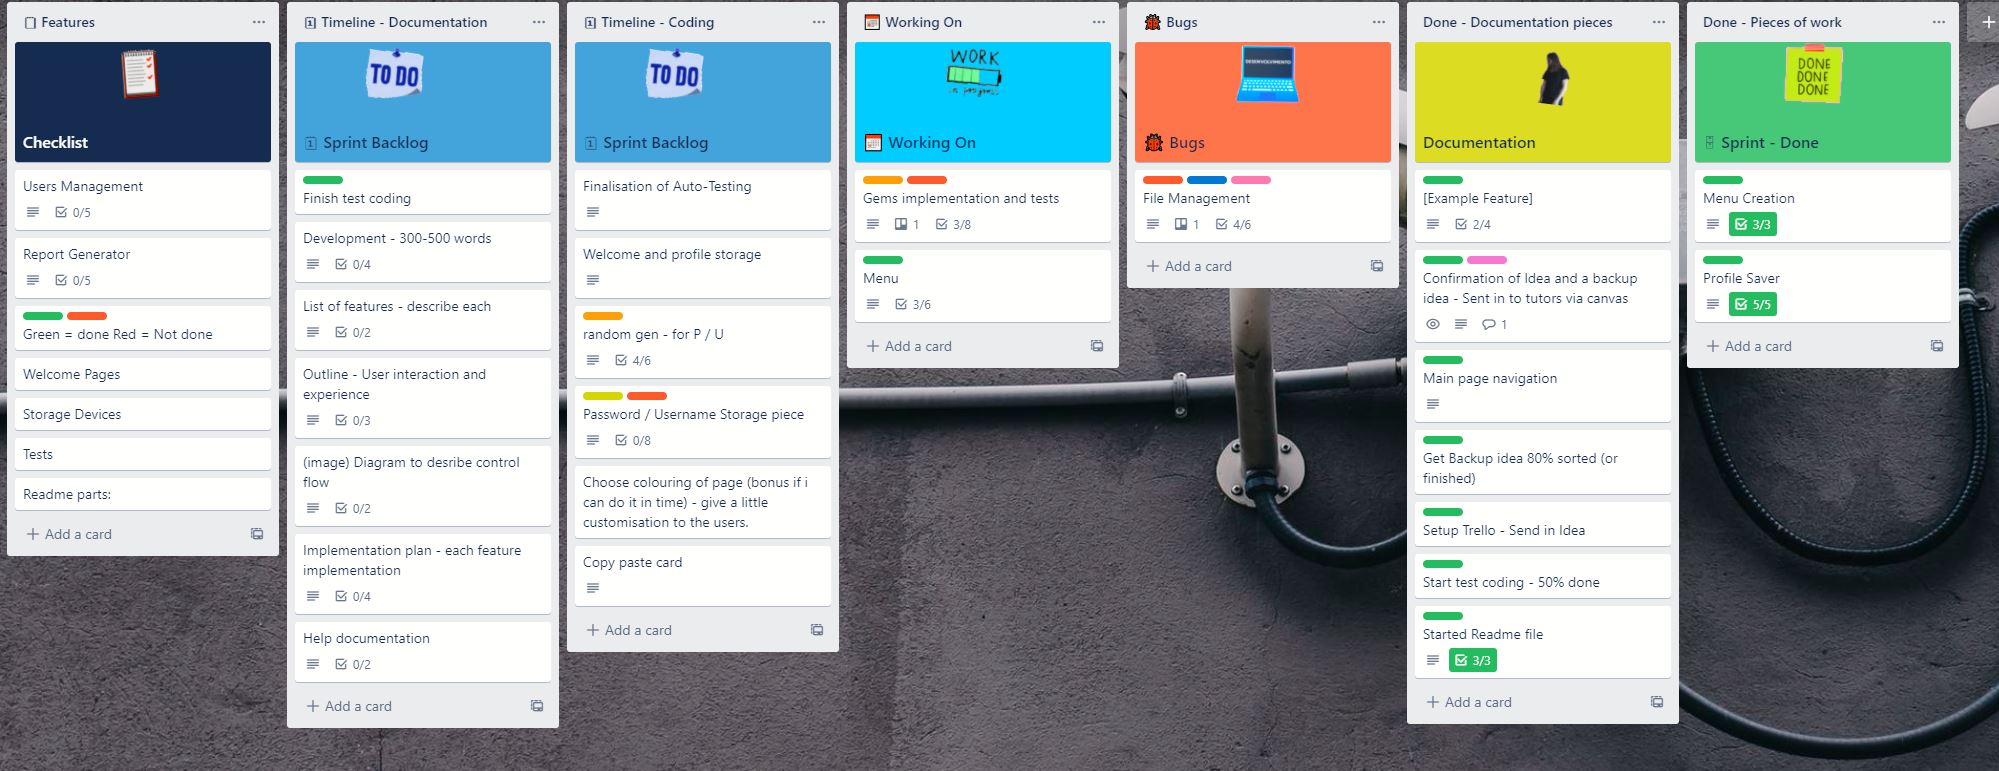 Features
Checklist
Users Management
0/5
Report Generator
0/5
Green = done Red = Not done
Welcome Pages
Storage Devices
Tests
Readme parts:
+ Add a card
Timeline - Documentation
TO DO
Sprint Backlog
Finish test coding
Development - 300-500 words
0/4
List of features - describe each
0/2
Outline - User interaction and
experience
0/3
(image) Diagram to desribe control
flow
0/2
Implementation plan - each feature
implementation
0/4
Help documentation
0/2
+ Add a card
Timeline - Coding
TO DO
Sprint Backlog
Finalisation of Auto-Testing
Welcome and profile storage
random gen - for P / U
4/6
Password / Username Storage piece
0/8
Choose colouring of page (bonus if i
can do it in time) - give a little
customisation to the users.
Copy paste card
+ Add a card
Working On
WORK
in progress
Working On
Gems implementation and tests
1 3/8
Menu
3/6
+ Add a card
Bugs
DESENVOLVIMENTO
Bugs
File Management
1 4/6
+ Add a card
Done - Documentation pieces
Documentation
[Example Feature]
2/4
Confirmation of Idea and a backup
idea - Sent in to tutors via canvas
1
Main page navigation
Get Backup idea 80% sorted (or
finished)
Setup Trello - Send in Idea
Start test coding - 50% done
Started Readme file
3/3
+ Add a card
Done - Pieces of work
DONE
DONE
DONE
Sprint - Done
Menu Creation
3/3
Profile Saver
5/5
+ Add a card